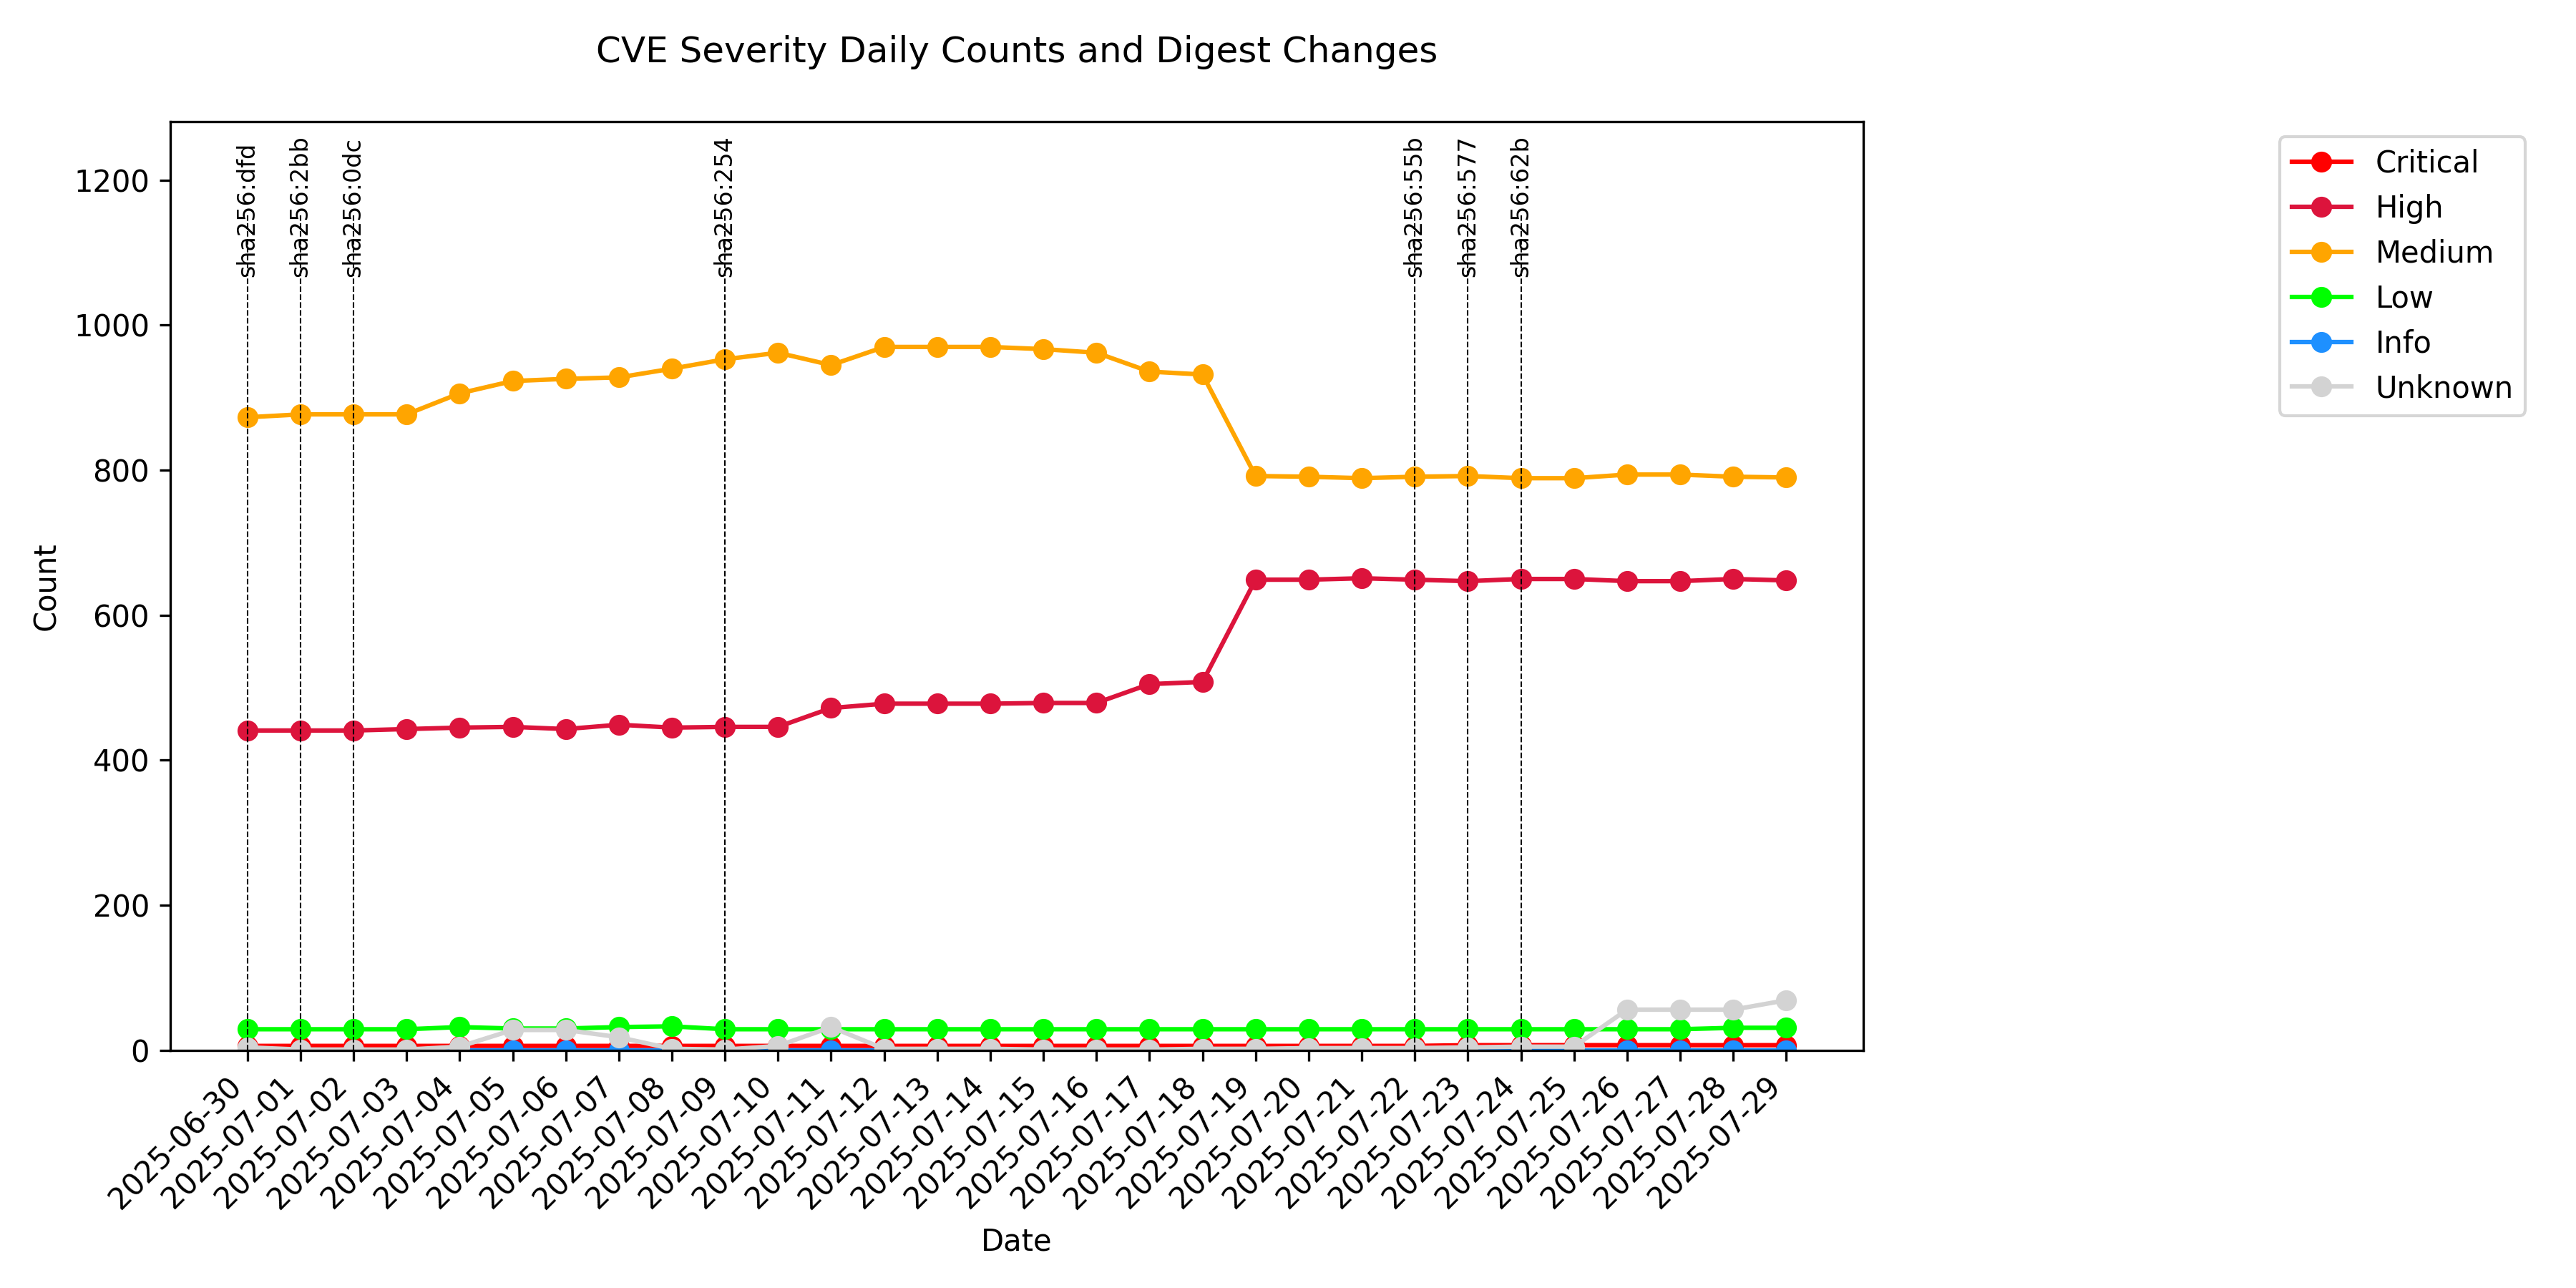 CVE Severity Daily Counts and Digest Changes
sha256:dfd
sha256:2bb
sha256:0dc
sha256:254
sha256:55b
sha256:577
sha256:62b
Critical
High
Medium
Low
Info
Unknown
1200
1000
800
600
400
200
0
Count
2025-06-30
2025-07-01
2025-07-02
2025-07-03
2025-07-04
2025-07-05
2025-07-06
2025-07-07
2025-07-08
2025-07-09
2025-07-10
2025-07-11
2025-07-12
2025-07-13
2025-07-14
2025-07-15
2025-07-16
2025-07-17
2025-07-18
2025-07-19
2025-07-20
2025-07-21
2025-07-22
2025-07-23
2025-07-24
2025-07-25
2025-07-26
2025-07-27
2025-07-28
2025-07-29
Date